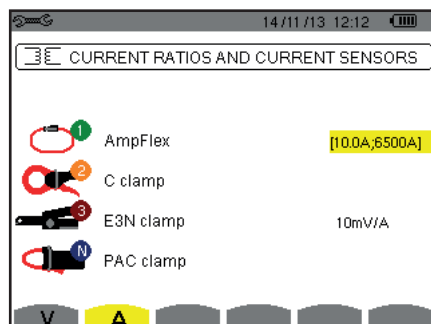 14/11/13 12:12
CURRENT RATIOS AND CURRENT SENSORS
1 AmpFlex [10.0A;6500A]
2 C clamp
3 E3N clamp 10mV/A
N PAC clamp
V A